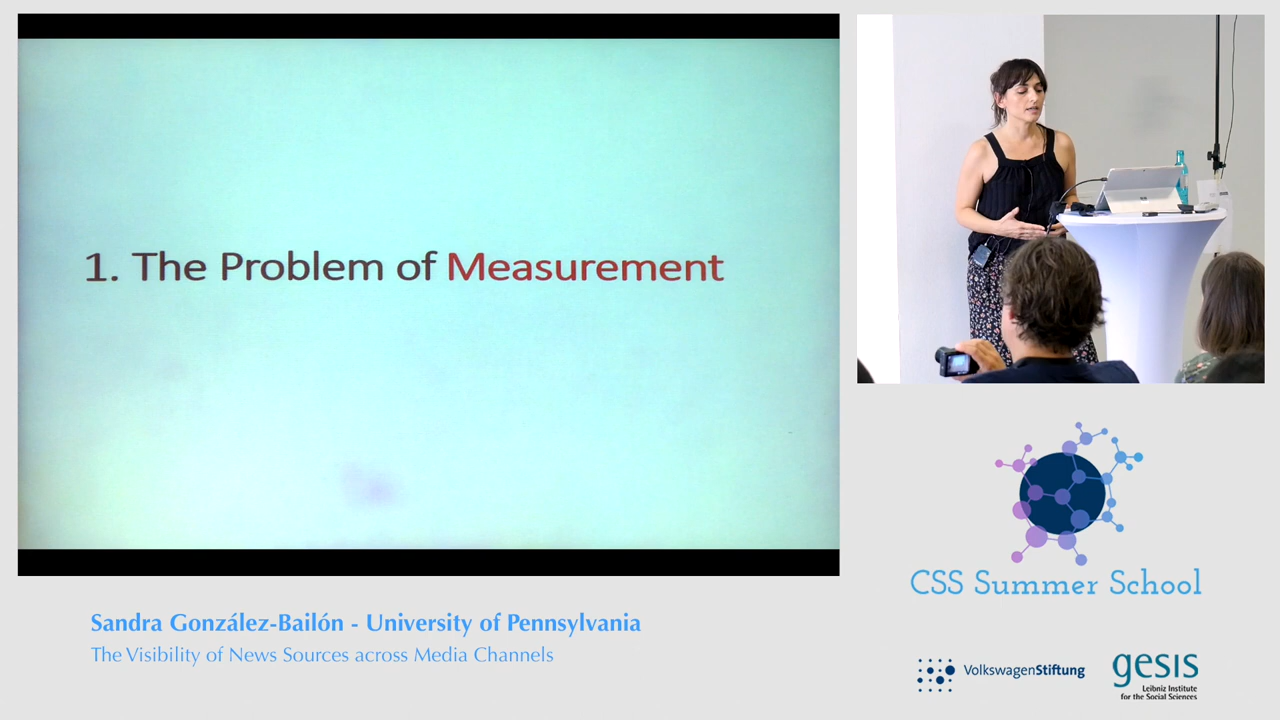 1. The Problem of Measurement
Sandra González-Bailón - University of Pennsylvania
The Visibility of News Sources across Media Channels
CSS Summer School
VolkswagenStiftung
gesis
Leibniz Institute
for the Social Sciences